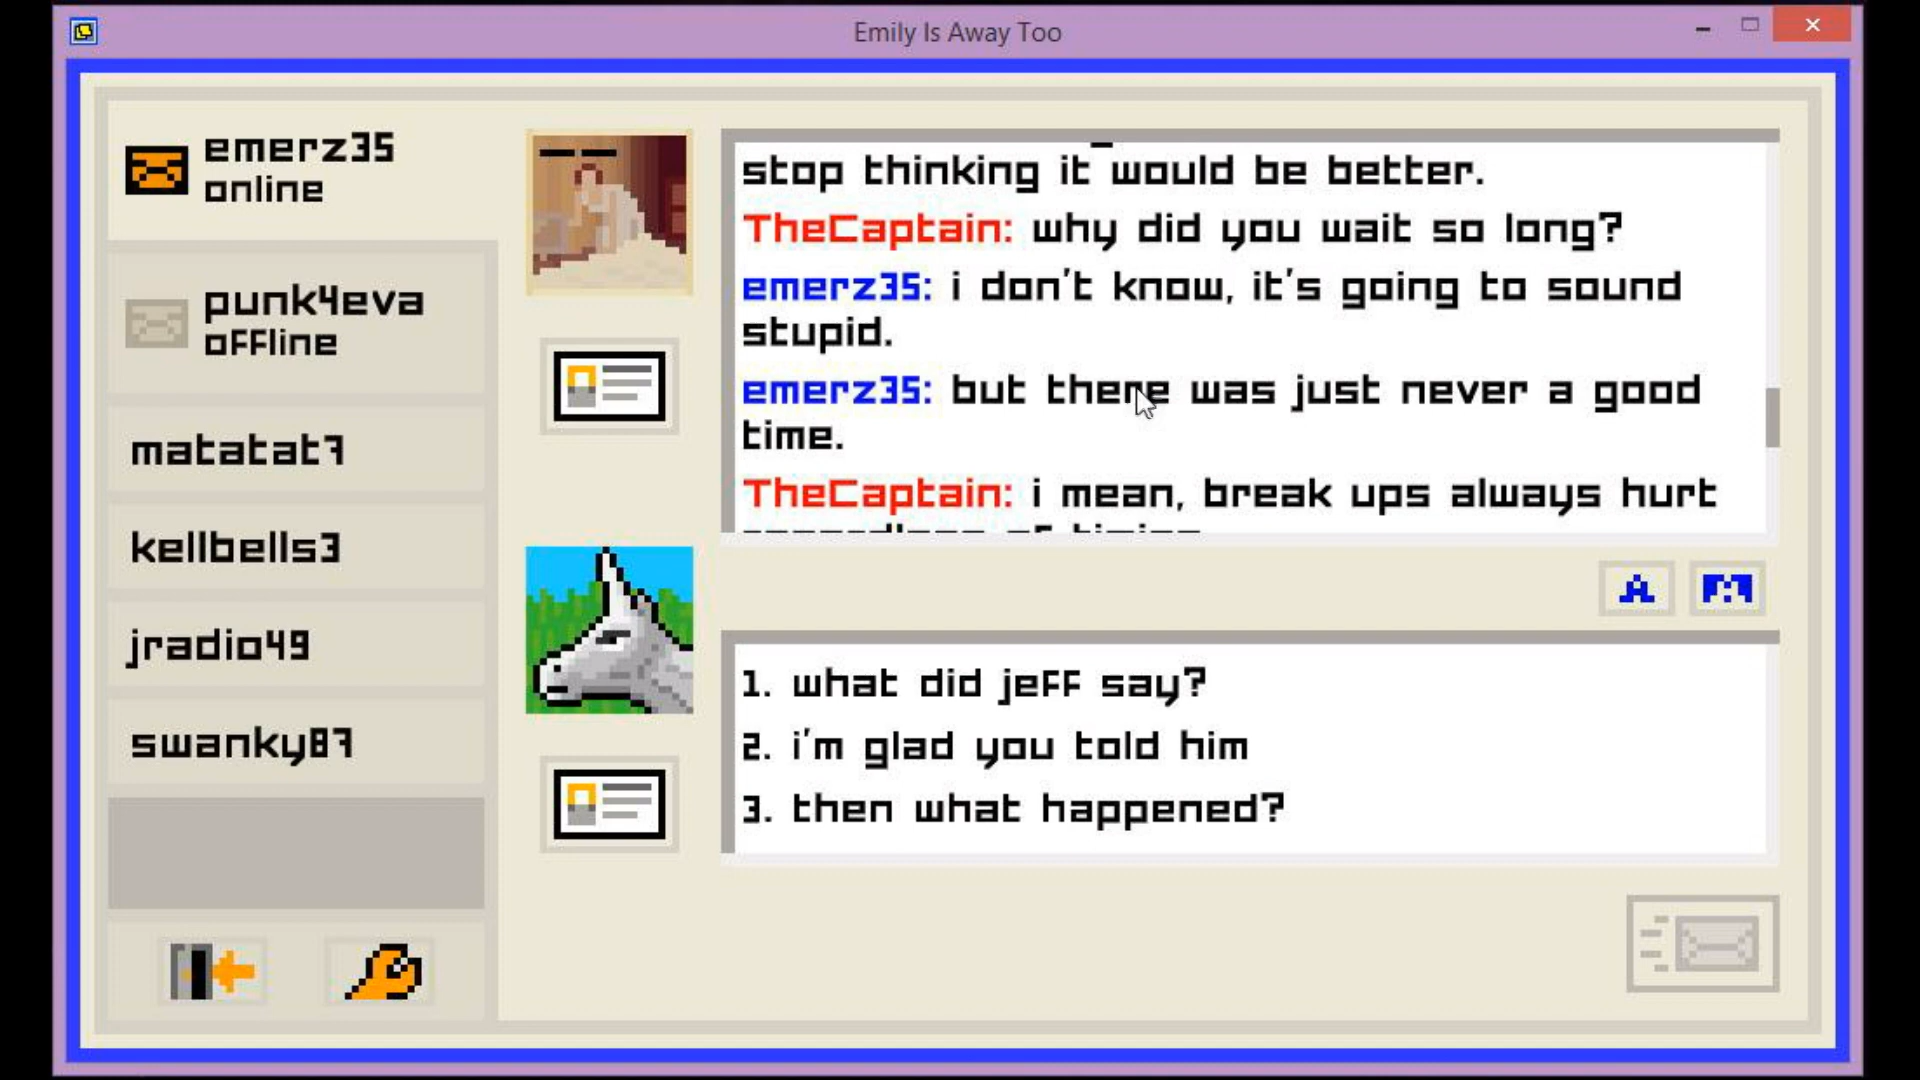 Emily Is Away Too
emerz35
online
punk4eva
offline
matatat7
kellbells3
jradio49
swanky87
stop thinking it would be better.
TheCaptain: why did you wait so long?
emerz35: i don't know, it's going to sound
stupid.
emerz35: but there was just never a good
time.
TheCaptain: i mean, break ups always hurt
A
1. what did jeff say?
2. i'm glad you told him
3. then what happened?